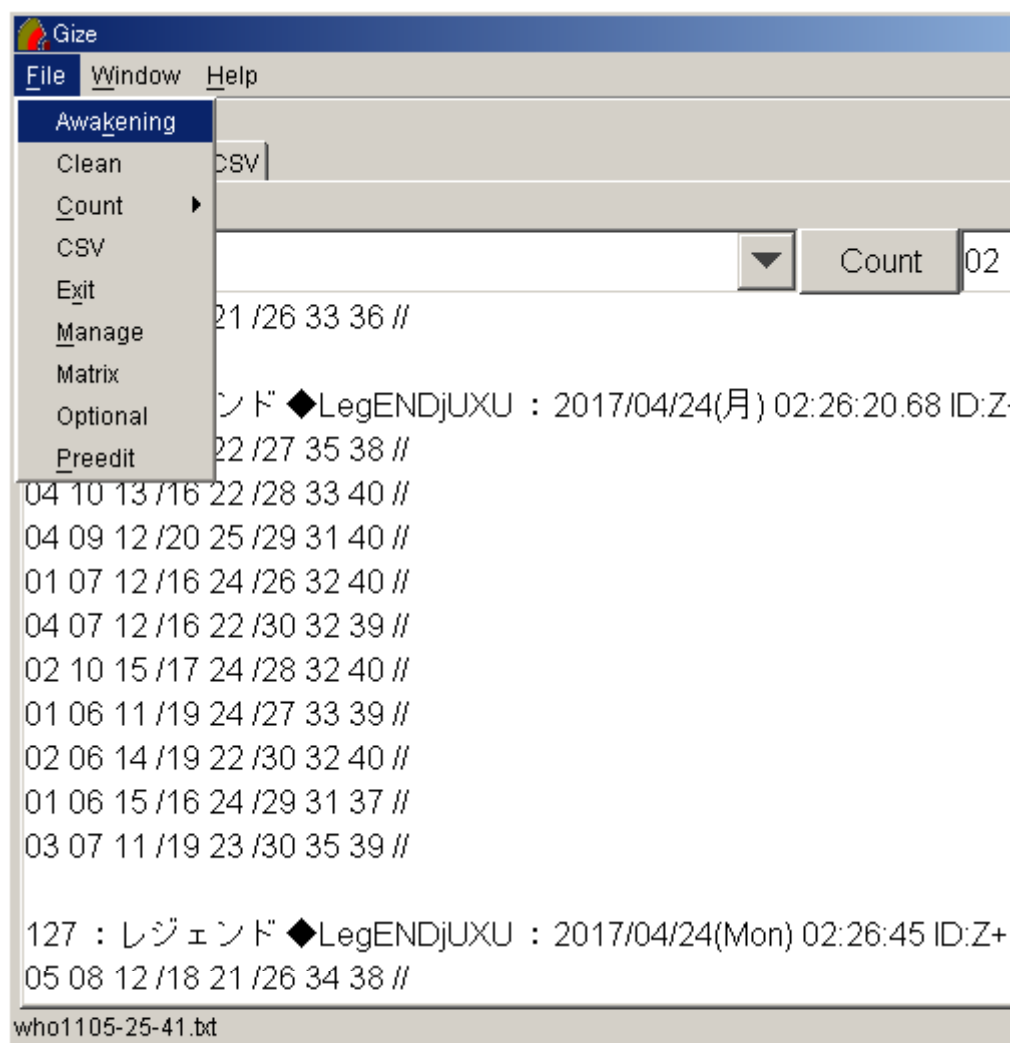 Gize
File Window Help
Awakening
Clean
CSV
Count
CSV
Count 02
Exit
21 /26 33 36 //
Manage
Matrix
ンド ◆LegENDjUXU : 2017/04/24(月) 02:26:20.68 ID:Z
Optional
22 /27 35 38 //
Preedit
04 10 13 /16 22 /28 33 40 //
04 09 12 /20 25 /29 31 40 //
01 07 12 /16 24 /26 32 40 //
04 07 12 /16 22 /30 32 39 //
02 10 15 /17 24 /28 32 40 //
01 06 11 /19 24 /27 33 39 //
02 06 14 /19 22 /30 32 40 //
01 06 15 /16 24 /29 31 37 //
03 07 11 /19 23 /30 35 39 //
127 : レジェンド ◆LegENDjUXU : 2017/04/24(Mon) 02:26:45 ID:Z+
05 08 12 /18 21 /26 34 38 //
who1105-25-41.txt